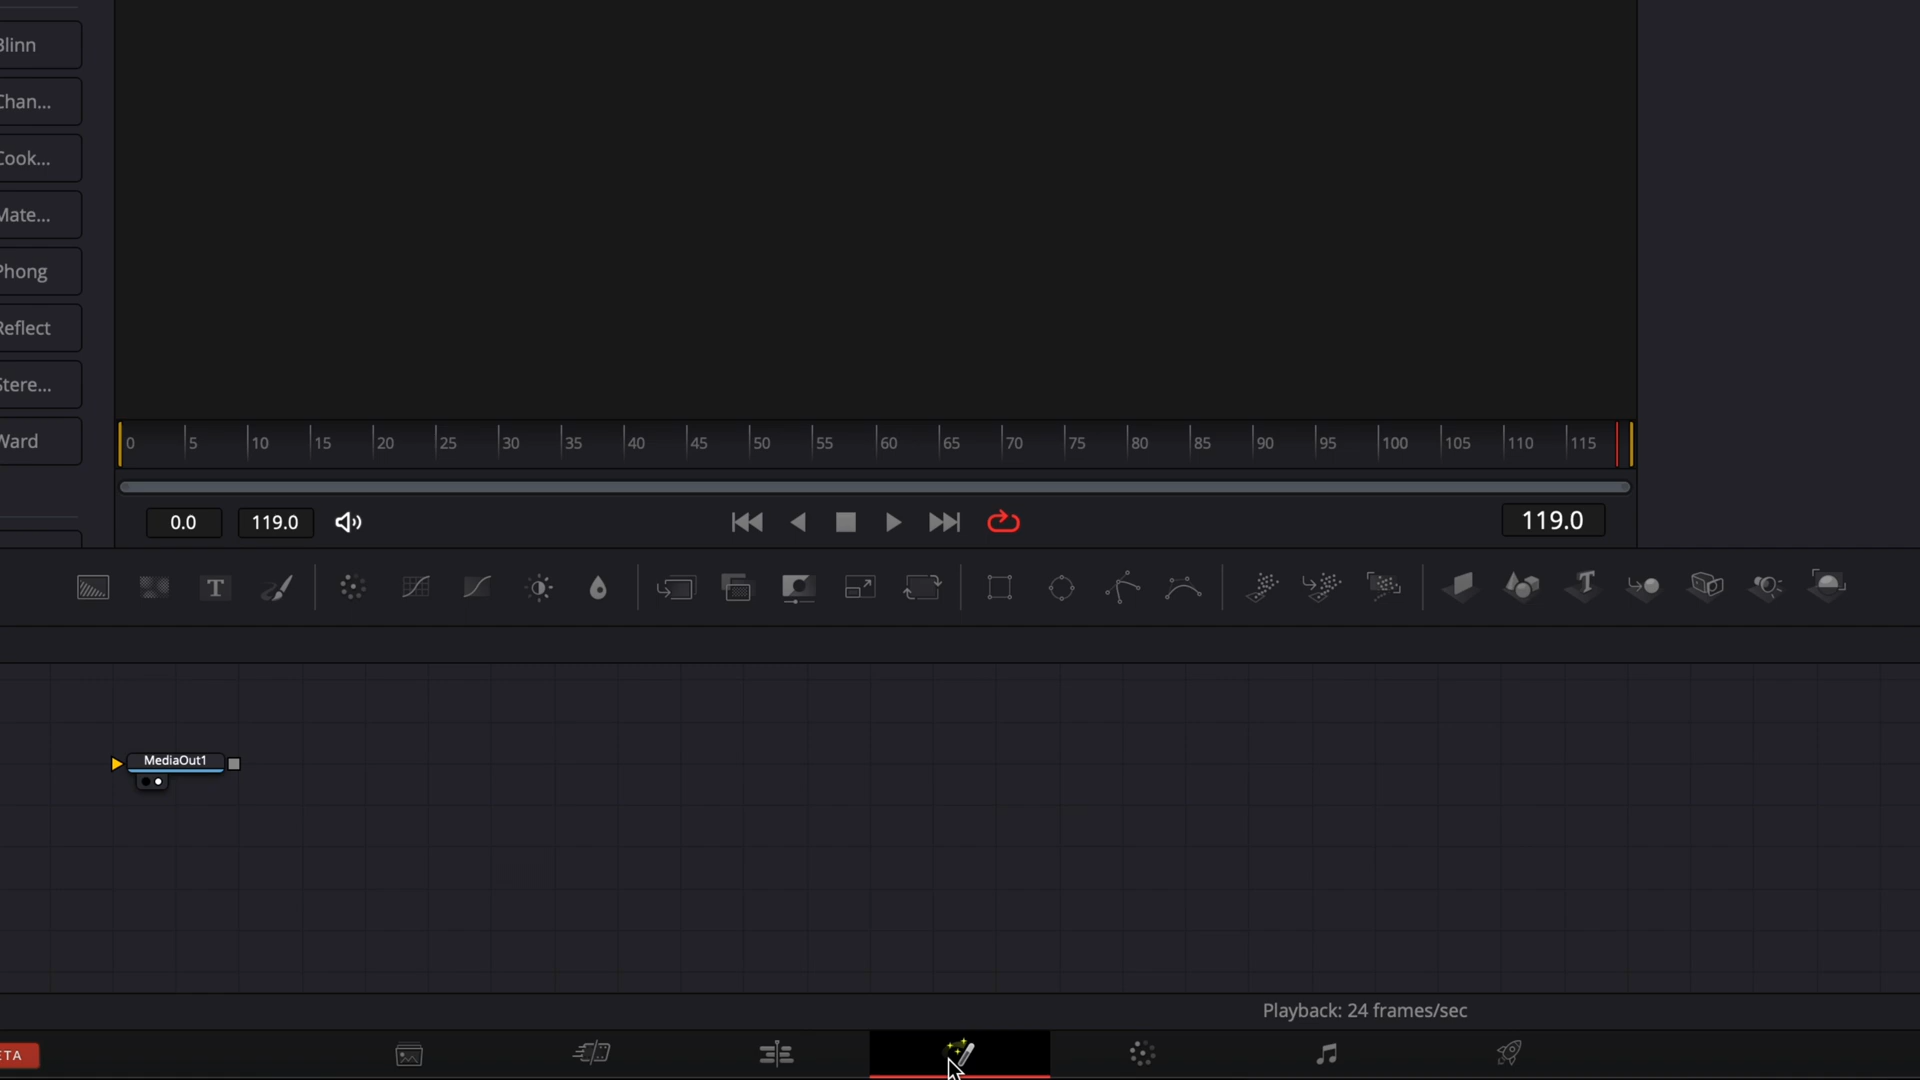 Blinn
Chan...
Cook...
Mate...
Phong
Reflect
Stere...
Ward
0 5 10 15 20 25 30 35 40 45 50 55 60 65 70 75 80 85 90 95 100 105 110 115
0.0 119.0 119.0
T
MediaOut1
Playback: 24 frames/sec
ETA